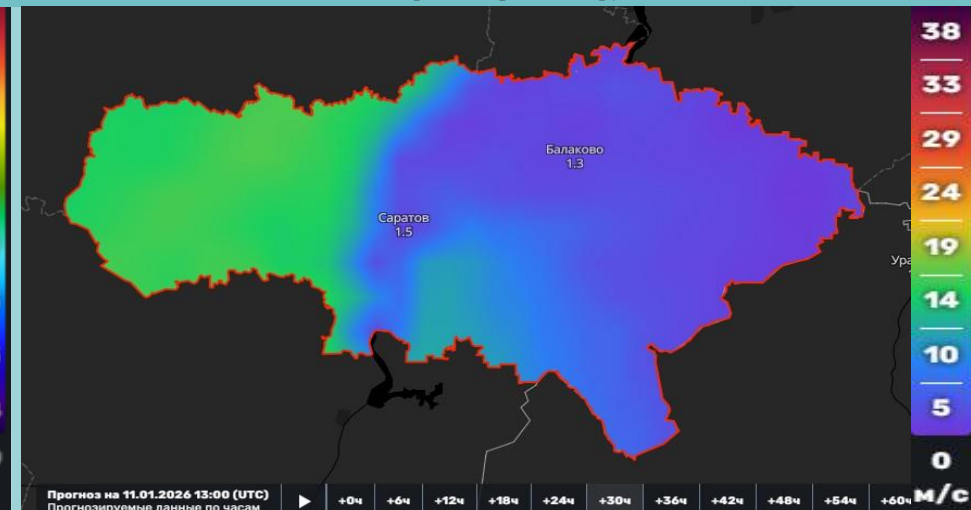 38
33
29
24
19
14
10
5
0
м/с
Балаково
1.3
Саратов
1.5
Ура
Прогноз на 11.01.2026 13:00 (UTC)
Прогнозируемые данные по часам
+0ч +6ч +12ч +18ч +24ч +30ч +36ч +42ч +48ч +54ч +60ч